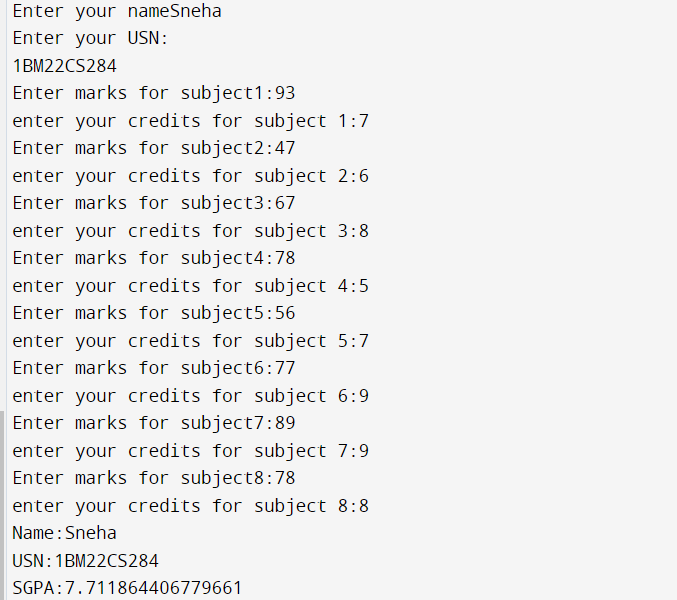 Enter your nameSneha
Enter your USN:
1BM22CS284
Enter marks for subject1:93
enter your credits for subject 1:7
Enter marks for subject2:47
enter your credits for subject 2:6
Enter marks for subject3:67
enter your credits for subject 3:8
Enter marks for subject4:78
enter your credits for subject 4:5
Enter marks for subject5:56
enter your credits for subject 5:7
Enter marks for subject6:77
enter your credits for subject 6:9
Enter marks for subject7:89
enter your credits for subject 7:9
Enter marks for subject8:78
enter your credits for subject 8:8
Name:Sneha
USN:1BM22CS284
SGPA:7.711864406779661